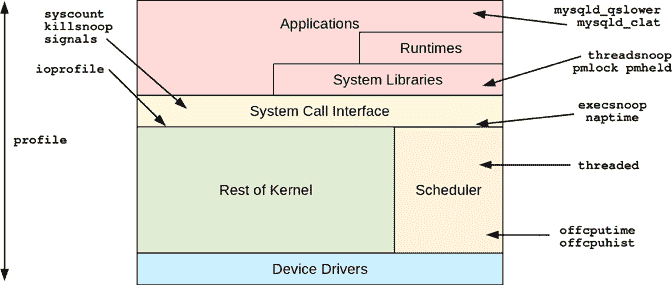 syscount
killsnoop
signals
ioprofile
profile
Applications
Runtimes
System Libraries
System Call Interface
Rest of Kernel
Scheduler
Device Drivers
mysqld_qslower
mysqld_clat
threadsnoop
pmlock pmheld
execsnoop
naptime
threaded
offcputime
offcpuhist